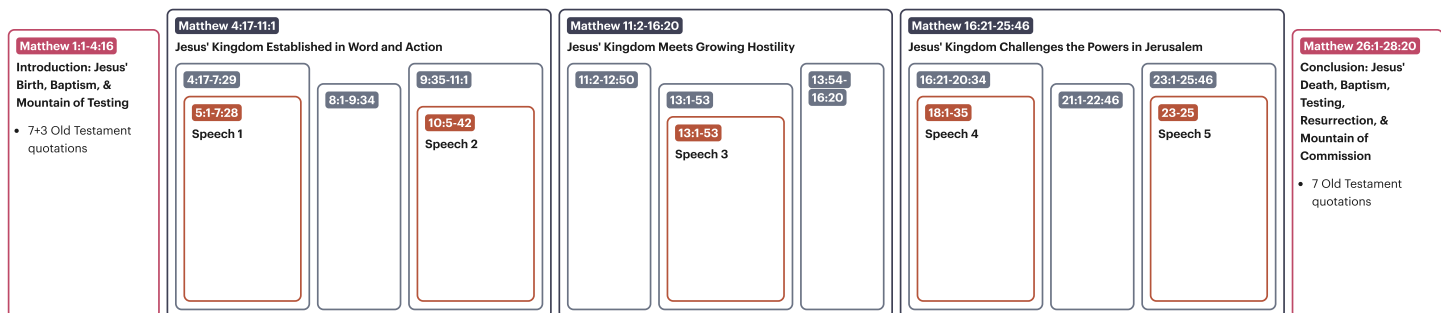 Matthew 1:1-4:16
Introduction: Jesus'
Birth, Baptism, &
Mountain of Testing
• 7+3 Old Testament
quotations
Matthew 4:17-11:1
Jesus' Kingdom Established in Word and Action
4:17-7:29
5:1-7:28
Speech 1
8:1-9:34
9:35-11:1
10:5-42
Speech 2
Matthew 11:2-16:20
Jesus' Kingdom Meets Growing Hostility
11:2-12:50
13:1-53
13:1-53
Speech 3
13:54-
16:20
Matthew 16:21-25:46
Jesus' Kingdom Challenges the Powers in Jerusalem
16:21-20:34
18:1-35
Speech 4
21:1-22:46
23:1-25:46
23-25
Speech 5
Matthew 26:1-28:20
Conclusion: Jesus'
Death, Baptism,
Testing,
Resurrection, &
Mountain of
Commission
• 7 Old Testament
quotations